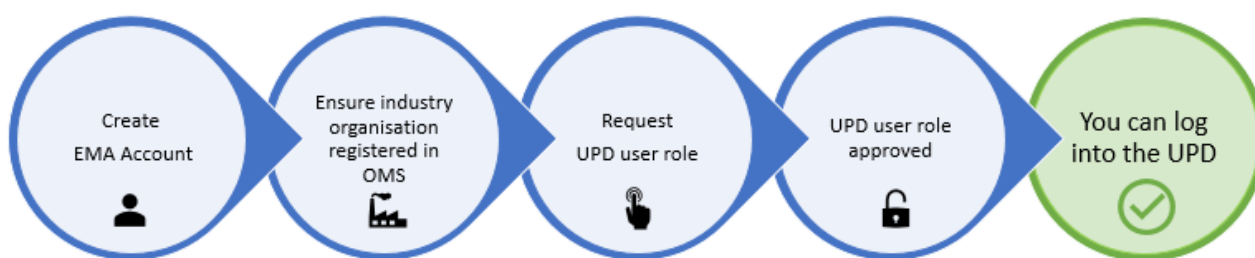 Create
EMA Account
Ensure industry
organisation
registered in
OMS
Request
UPD user role
UPD user role
approved
You can log
into the UPD